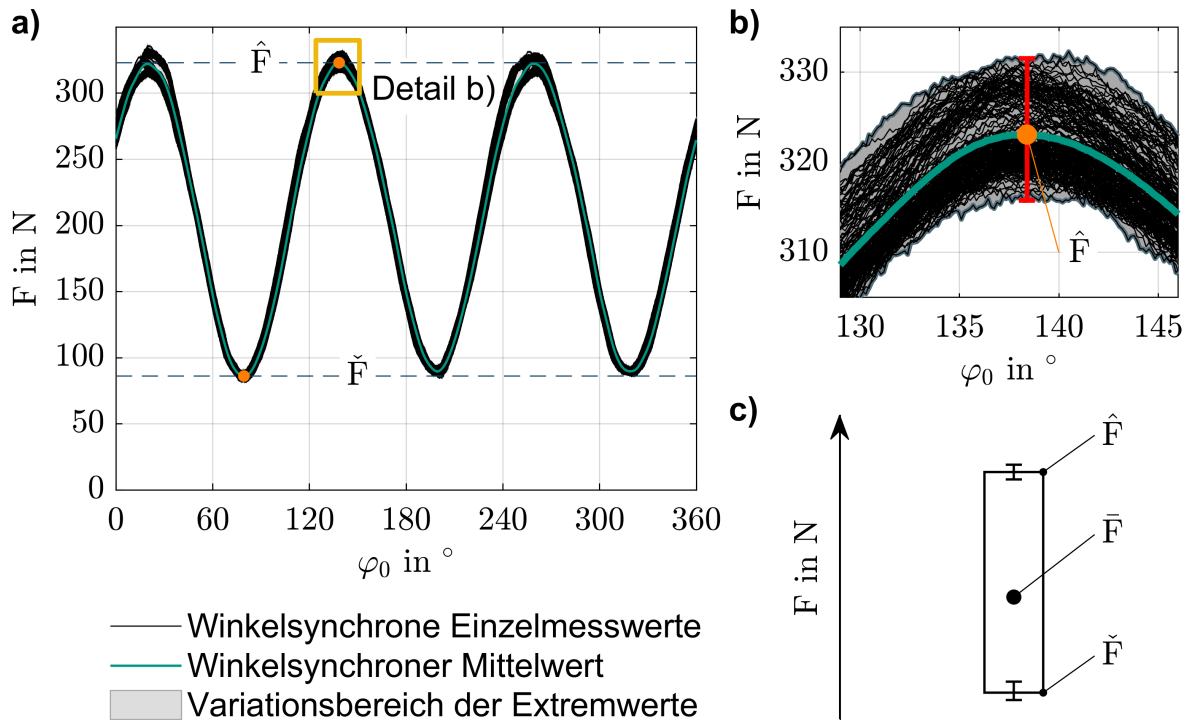 a)
F in N
300
250
200
150
100
50
0
0 60 120 180 240 300 360
φ₀ in °
F̂
Detail b)
F̌
b)
F in N
330
320
310
130 135 140 145
φ₀ in °
F̂
c)
F in N
F̂
F̄
F̌
Winkelsynchrone Einzelmesswerte
Winkelsynchroner Mittelwert
Variationsbereich der Extremwerte